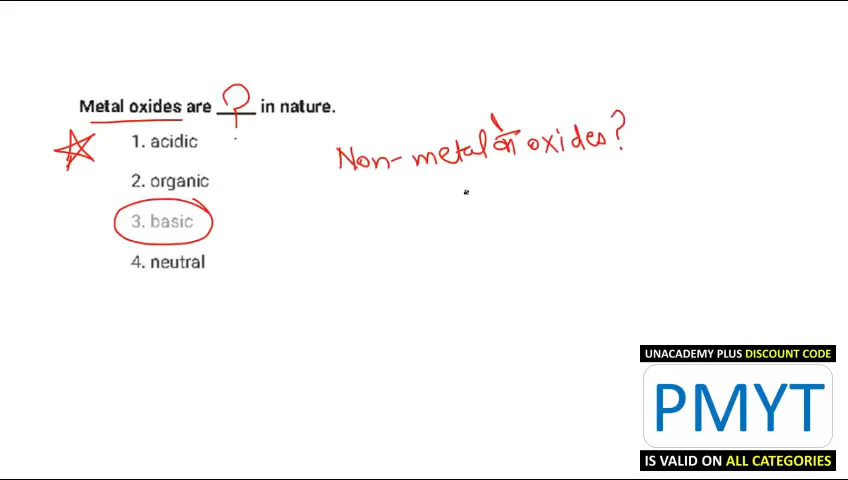 Metal oxides are ____ in nature.
1. acidic
Non-metal oxides?
2. organic
3. basic
4. neutral
UNACADEMY PLUS DISCOUNT CODE
PMYT
IS VALID ON ALL CATEGORIES